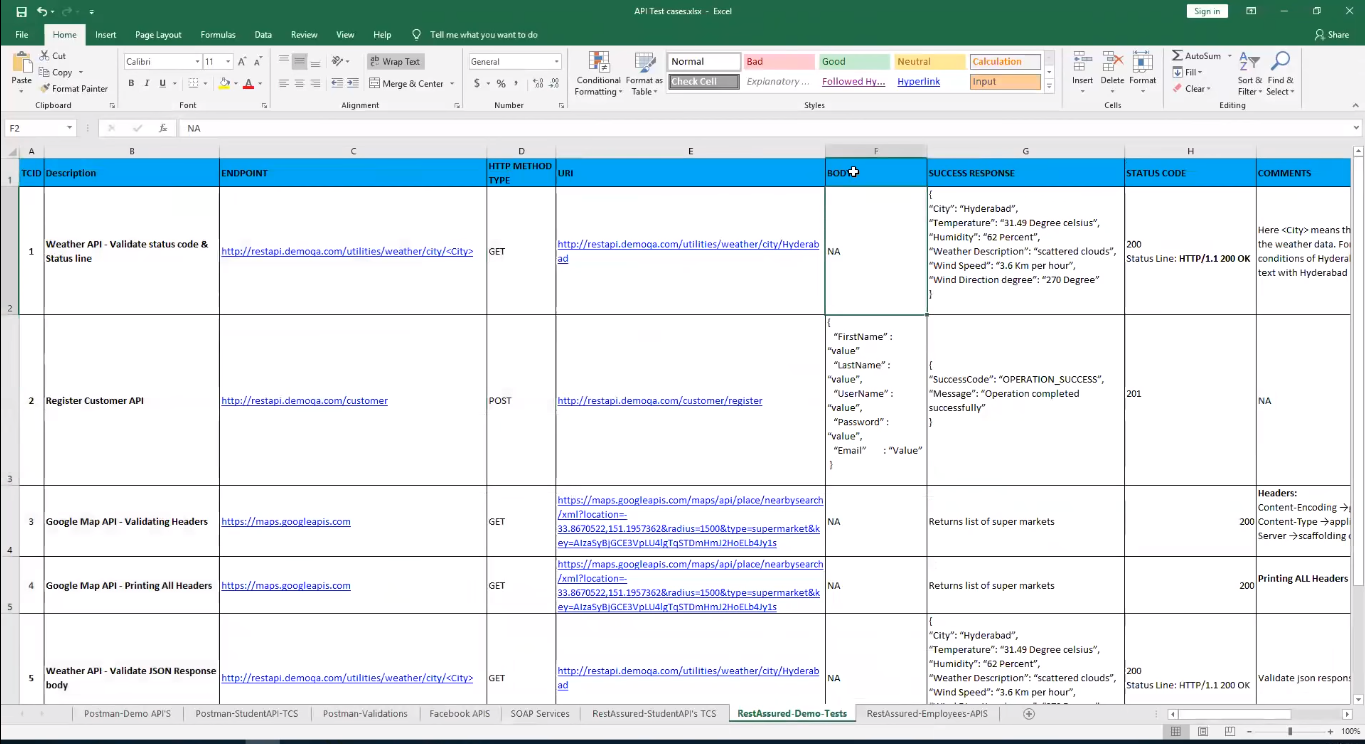 API Test cases.xlsx - Excel
Sign in
File Home Insert Page Layout Formulas Data Review View Help Tell me what you want to do
Share
Paste
Cut
Copy
Format Painter
Clipboard
Calibri 11
B I U
Font
Wrap Text
Merge & Center
Alignment
General
$ % ,
Number
Conditional
Formatting
Format as
Table
Normal Bad Good Neutral Calculation
Check Cell Explanatory ... Followed Hy... Hyperlink Input
Styles
Insert Delete Format
Cells
AutoSum
Fill
Clear
Sort &
Filter
Find &
Select
Editing
F2
fx
NA
A B C D E F G H I
1
TCID
Description
ENDPOINT
HTTP METHOD
TYPE
URI
BODY
SUCCESS RESPONSE
STATUS CODE
COMMENTS
2
1
Weather API - Validate status code &
Status line
http://restapi.demoqa.com/utilities/weather/city/<City>
GET
http://restapi.demoqa.com/utilities/weather/city/Hyderab
ad
NA
{
“City”: “Hyderabad”,
“Temperature”: “31.49 Degree celsius”,
“Humidity”: “62 Percent”,
“Weather Description”: “scattered clouds”,
“Wind Speed”: “3.6 Km per hour”,
“Wind Direction degree”: “270 Degree”
}
200
Status Line: HTTP/1.1 200 OK
Here <City> means th
the weather data. For
conditions of Hyderab
text with Hyderabad
3
2
Register Customer API
http://restapi.demoqa.com/customer
POST
http://restapi.demoqa.com/customer/register
{
“FirstName” :
“value”
“LastName” :
“value”,
“UserName” :
“value”,
“Password” :
“value”,
“Email” : “Value”
}
{
“SuccessCode”: “OPERATION_SUCCESS”,
“Message”: “Operation completed
successfully”
}
201
NA
4
3
Google Map API - Validating Headers
https://maps.googleapis.com
GET
https://maps.googleapis.com/maps/api/place/nearbysearch
/xml?location=-
33.8670522,151.1957362&radius=1500&type=supermarket&k
ey=AIzaSyBjGCE3VpLU4lgTqSTDmHmJ2HoELb4Jy1s
NA
Returns list of super markets
200
Headers:
Content-Encoding →g
Content-Type →appli
Server →scaffolding o
5
4
Google Map API - Printing All Headers
https://maps.googleapis.com
GET
https://maps.googleapis.com/maps/api/place/nearbysearch
/xml?location=-
33.8670522,151.1957362&radius=1500&type=supermarket&k
ey=AIzaSyBjGCE3VpLU4lgTqSTDmHmJ2HoELb4Jy1s
NA
Returns list of super markets
200
Printing ALL Headers
5
Weather API - Validate JSON Response
body
http://restapi.demoqa.com/utilities/weather/city/<City>
GET
http://restapi.demoqa.com/utilities/weather/city/Hyderab
ad
NA
{
“City”: “Hyderabad”,
“Temperature”: “31.49 Degree celsius”,
“Humidity”: “62 Percent”,
“Weather Description”: “scattered clouds”,
“Wind Speed”: “3.6 Km per hour”,
200
Status Line: HTTP/1.1 200 OK
Validate json respons
Postman-Demo API'S Postman-StudentAPI-TCS Postman-Validations Facebook APIS SOAP Services RestAssured-StudentAPI's TCS RestAssured-Demo-Tests RestAssured-Employees-APIS
100%